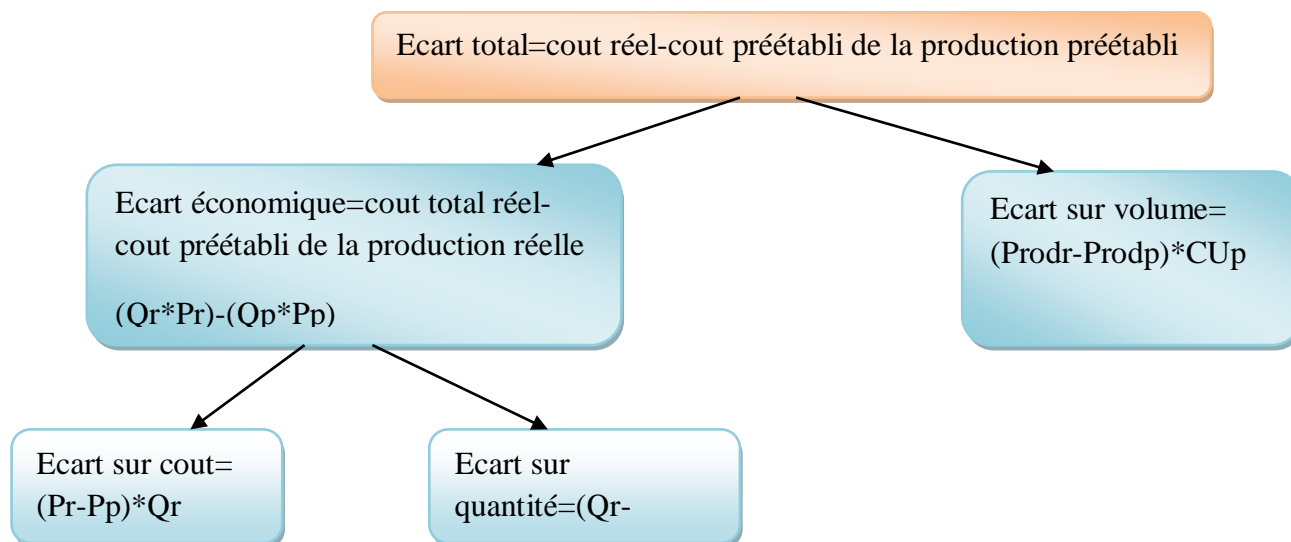 Ecart total=cout réel-cout préétabli de la production préétabli
Ecart économique=cout total réel-
cout préétabli de la production réelle
(Qr*Pr)-(Qp*Pp)
Ecart sur volume=
(Prodr-Prodp)*CUp
Ecart sur cout=
(Pr-Pp)*Qr
Ecart sur
quantité=(Qr-